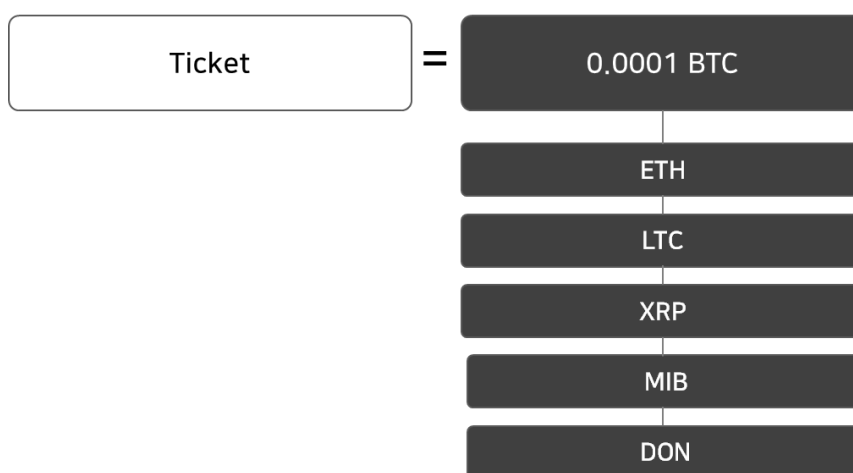 Ticket = 0.0001 BTC
ETH
LTC
XRP
MIB
DON